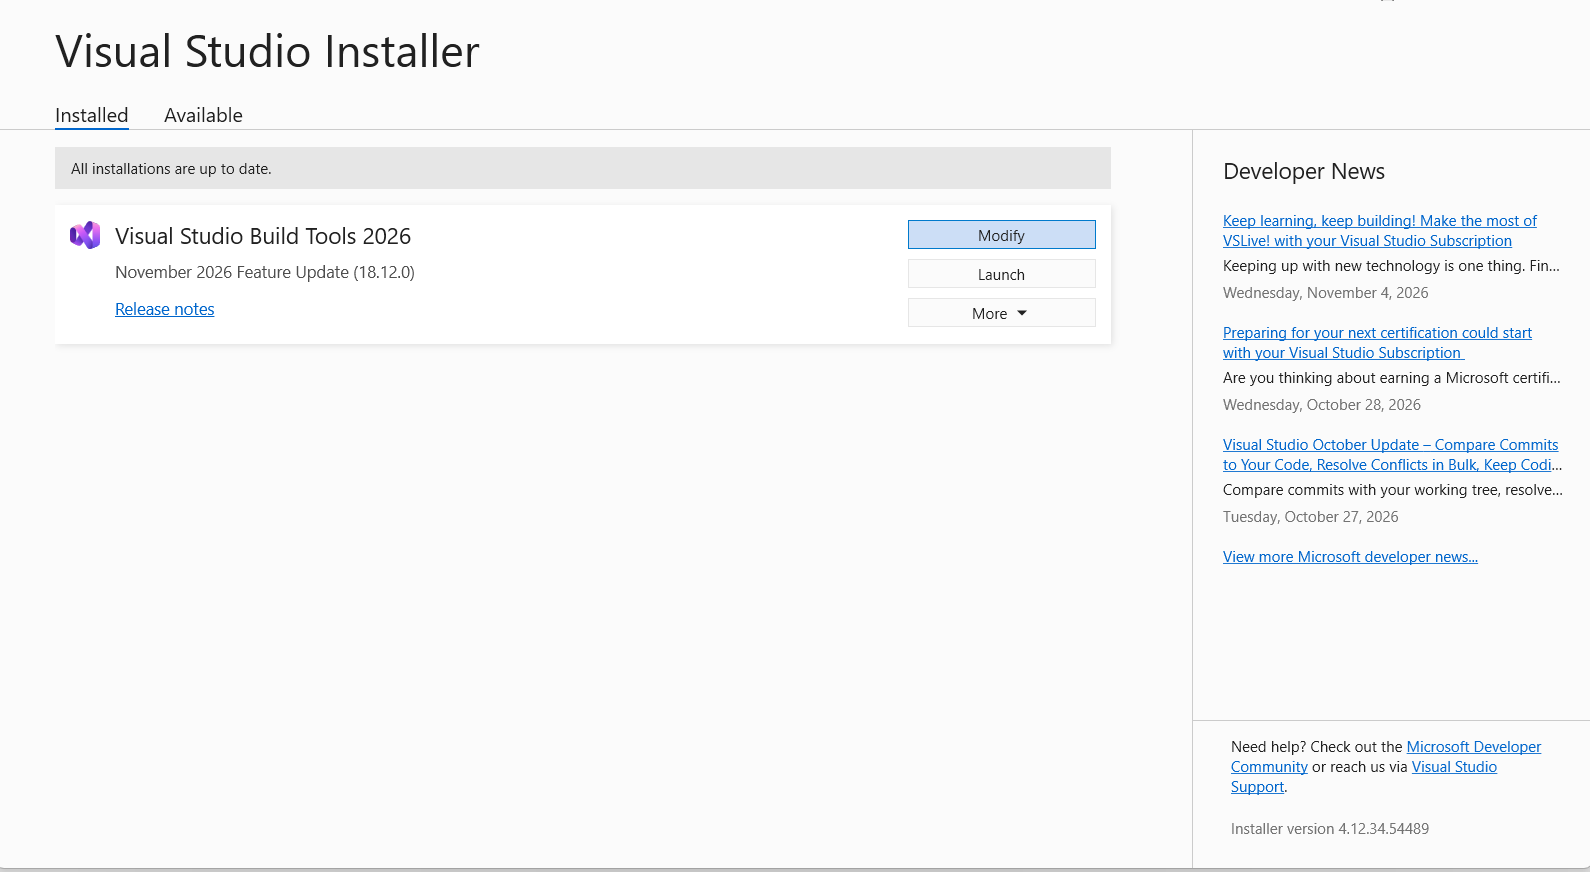 Visual Studio Installer
Installed
Available
All installations are up to date.
Visual Studio Build Tools 2026
November 2026 Feature Update (18.12.0)
Release notes
Modify
Launch
More
Developer News
Keep learning, keep building! Make the most of
VSLive! with your Visual Studio Subscription
Keeping up with new technology is one thing. Fin...
Wednesday, November 4, 2026
Preparing for your next certification could start
with your Visual Studio Subscription
Are you thinking about earning a Microsoft certifi...
Wednesday, October 28, 2026
Visual Studio October Update – Compare Commits
to Your Code, Resolve Conflicts in Bulk, Keep Codi...
Compare commits with your working tree, resolve...
Tuesday, October 27, 2026
View more Microsoft developer news...
Need help? Check out the Microsoft Developer
Community or reach us via Visual Studio
Support.
Installer version 4.12.34.54489